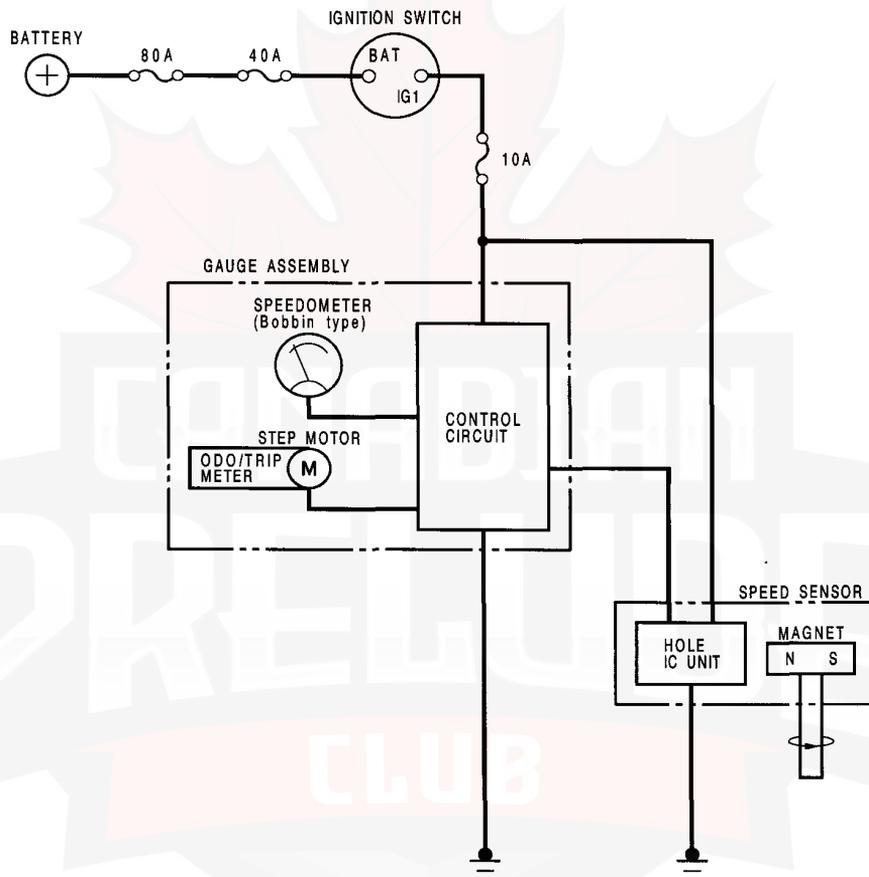 IGNITION SWITCH
BATTERY
80A
40A
BAT
IG1
10A
GAUGE ASSEMBLY
SPEEDOMETER
(Bobbin type)
CONTROL
CIRCUIT
STEP MOTOR
ODO/TRIP
METER
M
SPEED SENSOR
HOLE
IC UNIT
MAGNET
N S
CANADIAN
PRELUDE
CLUB